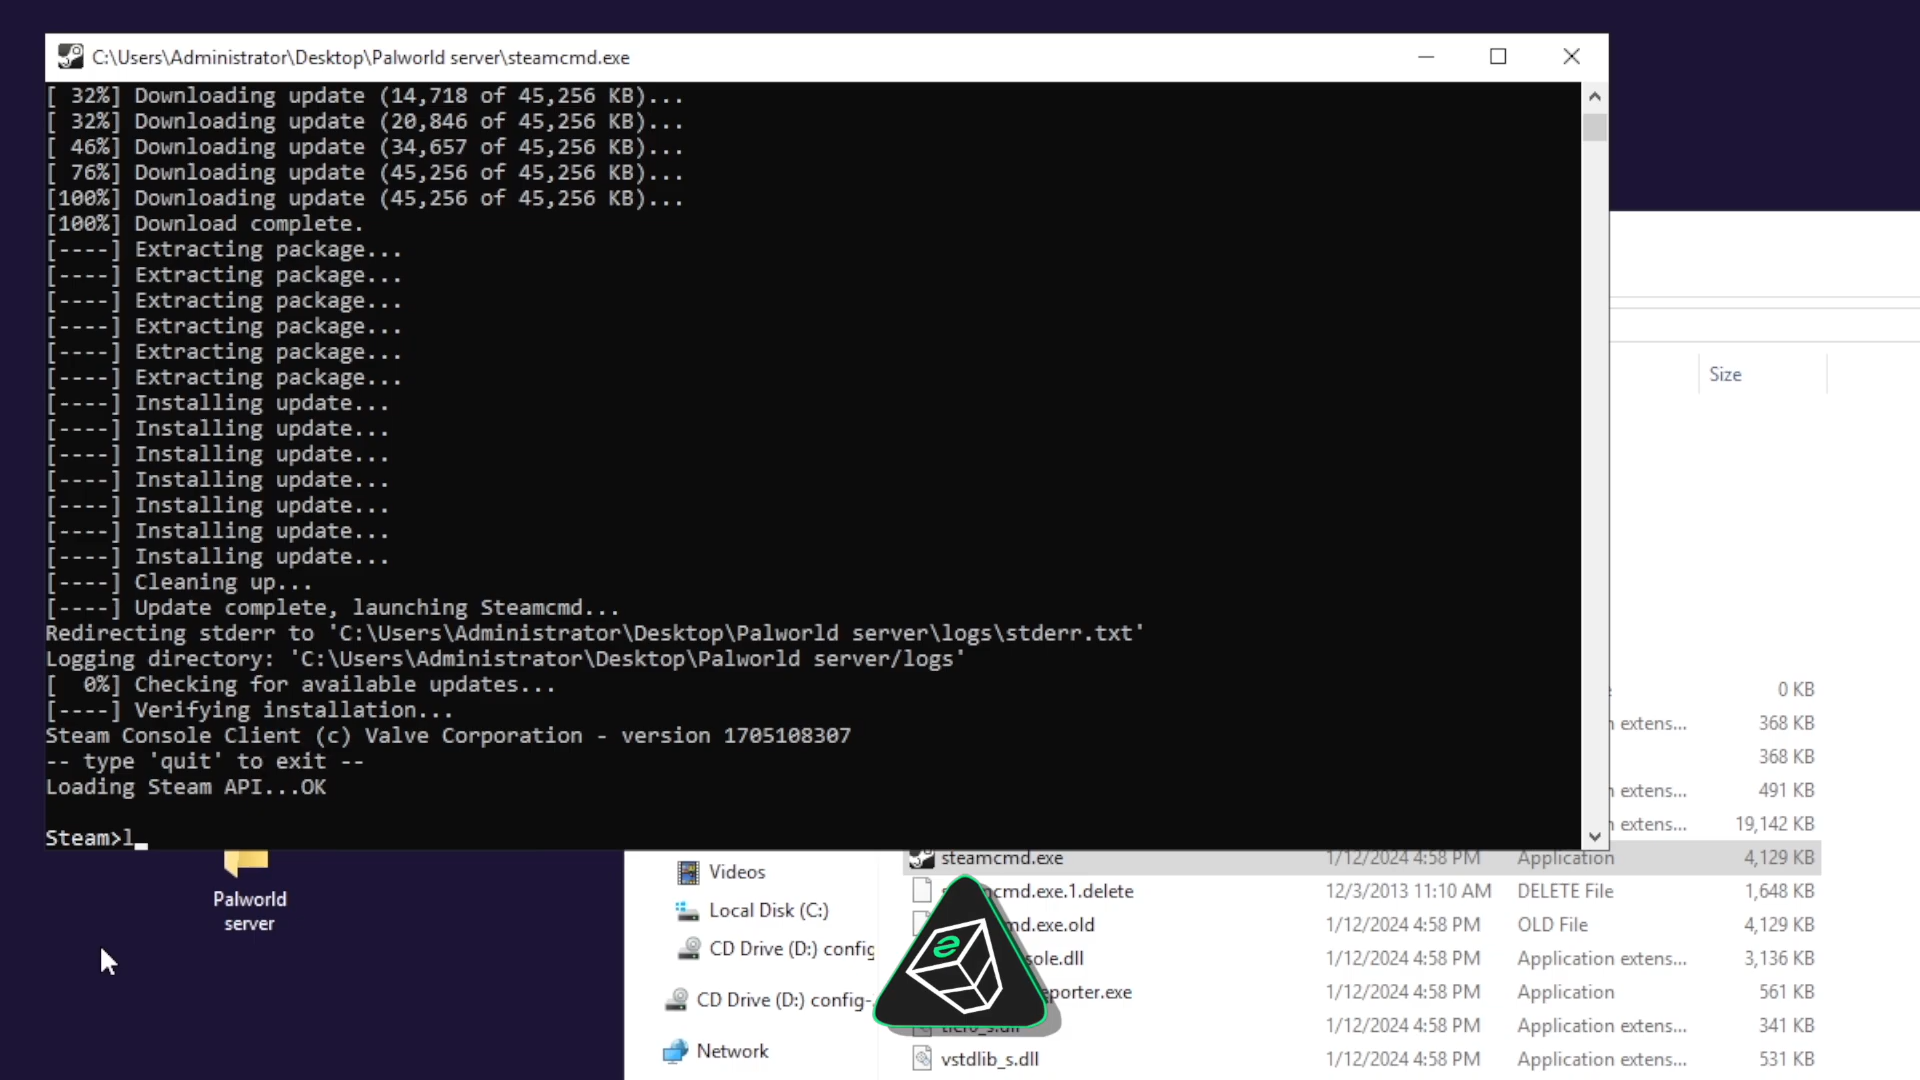 C:\Users\Administrator\Desktop\Palworld server\steamcmd.exe
[ 32%] Downloading update (14,718 of 45,256 KB)...
[ 32%] Downloading update (20,846 of 45,256 KB)...
[ 46%] Downloading update (34,657 of 45,256 KB)...
[ 76%] Downloading update (45,256 of 45,256 KB)...
[100%] Downloading update (45,256 of 45,256 KB)...
[100%] Download complete.
[----] Extracting package...
[----] Extracting package...
[----] Extracting package...
[----] Extracting package...
[----] Extracting package...
[----] Extracting package...
[----] Installing update...
[----] Installing update...
[----] Installing update...
[----] Installing update...
[----] Installing update...
[----] Installing update...
[----] Installing update...
[----] Cleaning up...
[----] Update complete, launching Steamcmd...
Redirecting stderr to 'C:\Users\Administrator\Desktop\Palworld server\logs\stderr.txt'
Logging directory: 'C:\Users\Administrator\Desktop\Palworld server/logs'
[  0%] Checking for available updates...
[----] Verifying installation...
Steam Console Client (c) Valve Corporation - version 1705108307
-- type 'quit' to exit --
Loading Steam API...OK
Steam>l_
Size
0 KB
extens... 368 KB
368 KB
extens... 491 KB
extens... 19,142 KB
steamcmd.exe 1/12/2024 4:58 PM Application 4,129 KB
cmd.exe.1.delete 12/3/2013 11:10 AM DELETE File 1,648 KB
md.exe.old 1/12/2024 4:58 PM OLD File 4,129 KB
sole.dll 1/12/2024 4:58 PM Application extens... 3,136 KB
eporter.exe 1/12/2024 4:58 PM Application 561 KB
1/12/2024 4:58 PM Application extens... 341 KB
vstdlib_s.dll 1/12/2024 4:58 PM Application extens... 531 KB
Videos
Local Disk (C:)
CD Drive (D:) config
CD Drive (D:) config-
Network
Palworld
server